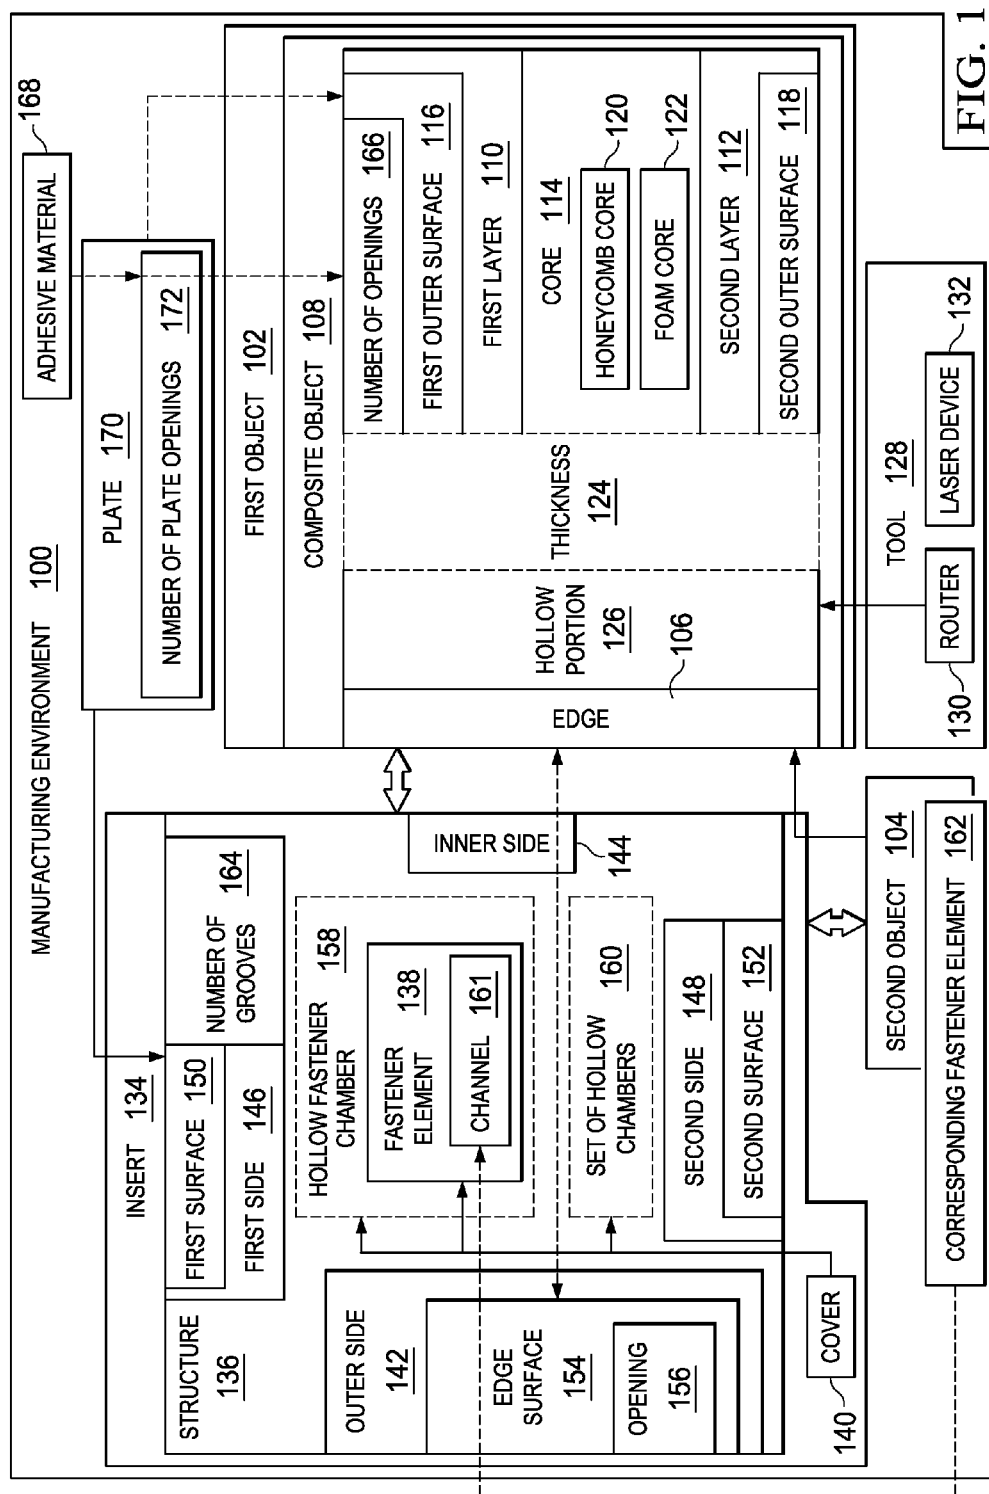 MANUFACTURING ENVIRONMENT 100
ADHESIVE MATERIAL
168
PLATE 170
NUMBER OF PLATE OPENINGS 172
INSERT 134
STRUCTURE
136
FIRST SURFACE 150
FIRST SIDE 146
NUMBER OF
GROOVES
164
HOLLOW FASTENER
CHAMBER
158
FASTENER
ELEMENT
138
CHANNEL 161
INNER SIDE
144
OUTER SIDE
142
EDGE
SURFACE
154
OPENING
156
SET OF HOLLOW
CHAMBERS
160
SECOND SIDE 148
SECOND SURFACE 152
COVER
140
FIRST OBJECT 102
COMPOSITE OBJECT 108
EDGE
106
HOLLOW
PORTION
126
THICKNESS
124
NUMBER OF OPENINGS 166
FIRST OUTER SURFACE 116
FIRST LAYER 110
CORE 114
HONEYCOMB CORE
120
FOAM CORE
122
SECOND LAYER 112
SECOND OUTER SURFACE 118
SECOND OBJECT 104
CORRESPONDING FASTENER ELEMENT 162
TOOL 128
ROUTER
130
LASER DEVICE
132
FIG. 1